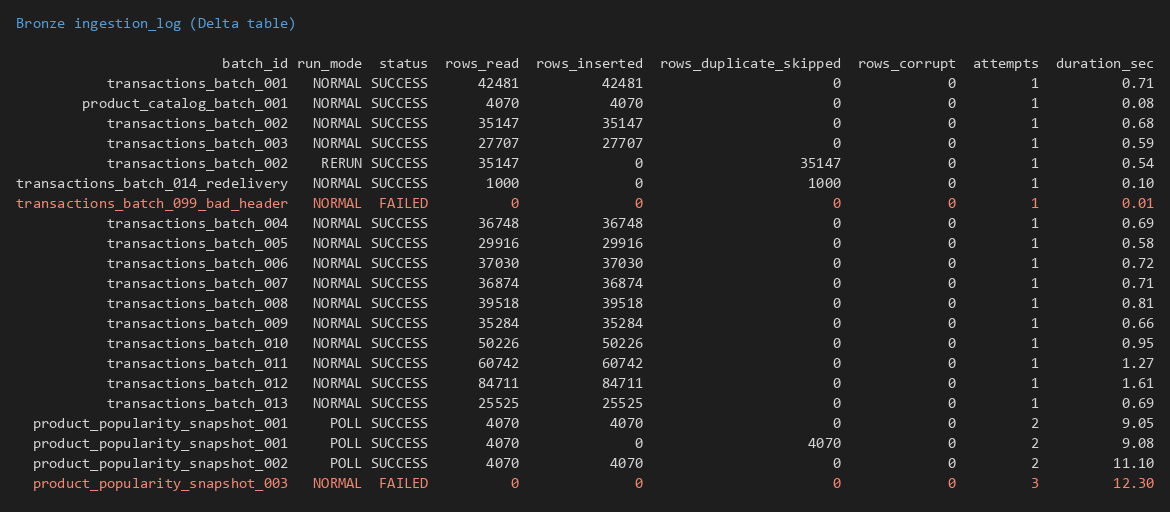 Bronze ingestion_log (Delta table)
batch_id run_mode status rows_read rows_inserted rows_duplicate_skipped rows_corrupt attempts duration_sec
transactions_batch_001 NORMAL SUCCESS 42481 42481 0 0 1 0.71
product_catalog_batch_001 NORMAL SUCCESS 4070 4070 0 0 1 0.08
transactions_batch_002 NORMAL SUCCESS 35147 35147 0 0 1 0.68
transactions_batch_003 NORMAL SUCCESS 27707 27707 0 0 1 0.59
transactions_batch_002 RERUN SUCCESS 35147 0 35147 0 1 0.54
transactions_batch_014_redelivery NORMAL SUCCESS 1000 0 1000 0 1 0.10
transactions_batch_099_bad_header NORMAL FAILED 0 0 0 0 1 0.01
transactions_batch_004 NORMAL SUCCESS 36748 36748 0 0 1 0.69
transactions_batch_005 NORMAL SUCCESS 29916 29916 0 0 1 0.58
transactions_batch_006 NORMAL SUCCESS 37030 37030 0 0 1 0.72
transactions_batch_007 NORMAL SUCCESS 36874 36874 0 0 1 0.71
transactions_batch_008 NORMAL SUCCESS 39518 39518 0 0 1 0.81
transactions_batch_009 NORMAL SUCCESS 35284 35284 0 0 1 0.66
transactions_batch_010 NORMAL SUCCESS 50226 50226 0 0 1 0.95
transactions_batch_011 NORMAL SUCCESS 60742 60742 0 0 1 1.27
transactions_batch_012 NORMAL SUCCESS 84711 84711 0 0 1 1.61
transactions_batch_013 NORMAL SUCCESS 25525 25525 0 0 1 0.69
product_popularity_snapshot_001 POLL SUCCESS 4070 4070 0 0 2 9.05
product_popularity_snapshot_001 POLL SUCCESS 4070 0 4070 0 2 9.08
product_popularity_snapshot_002 POLL SUCCESS 4070 4070 0 0 2 11.10
product_popularity_snapshot_003 NORMAL FAILED 0 0 0 0 3 12.30